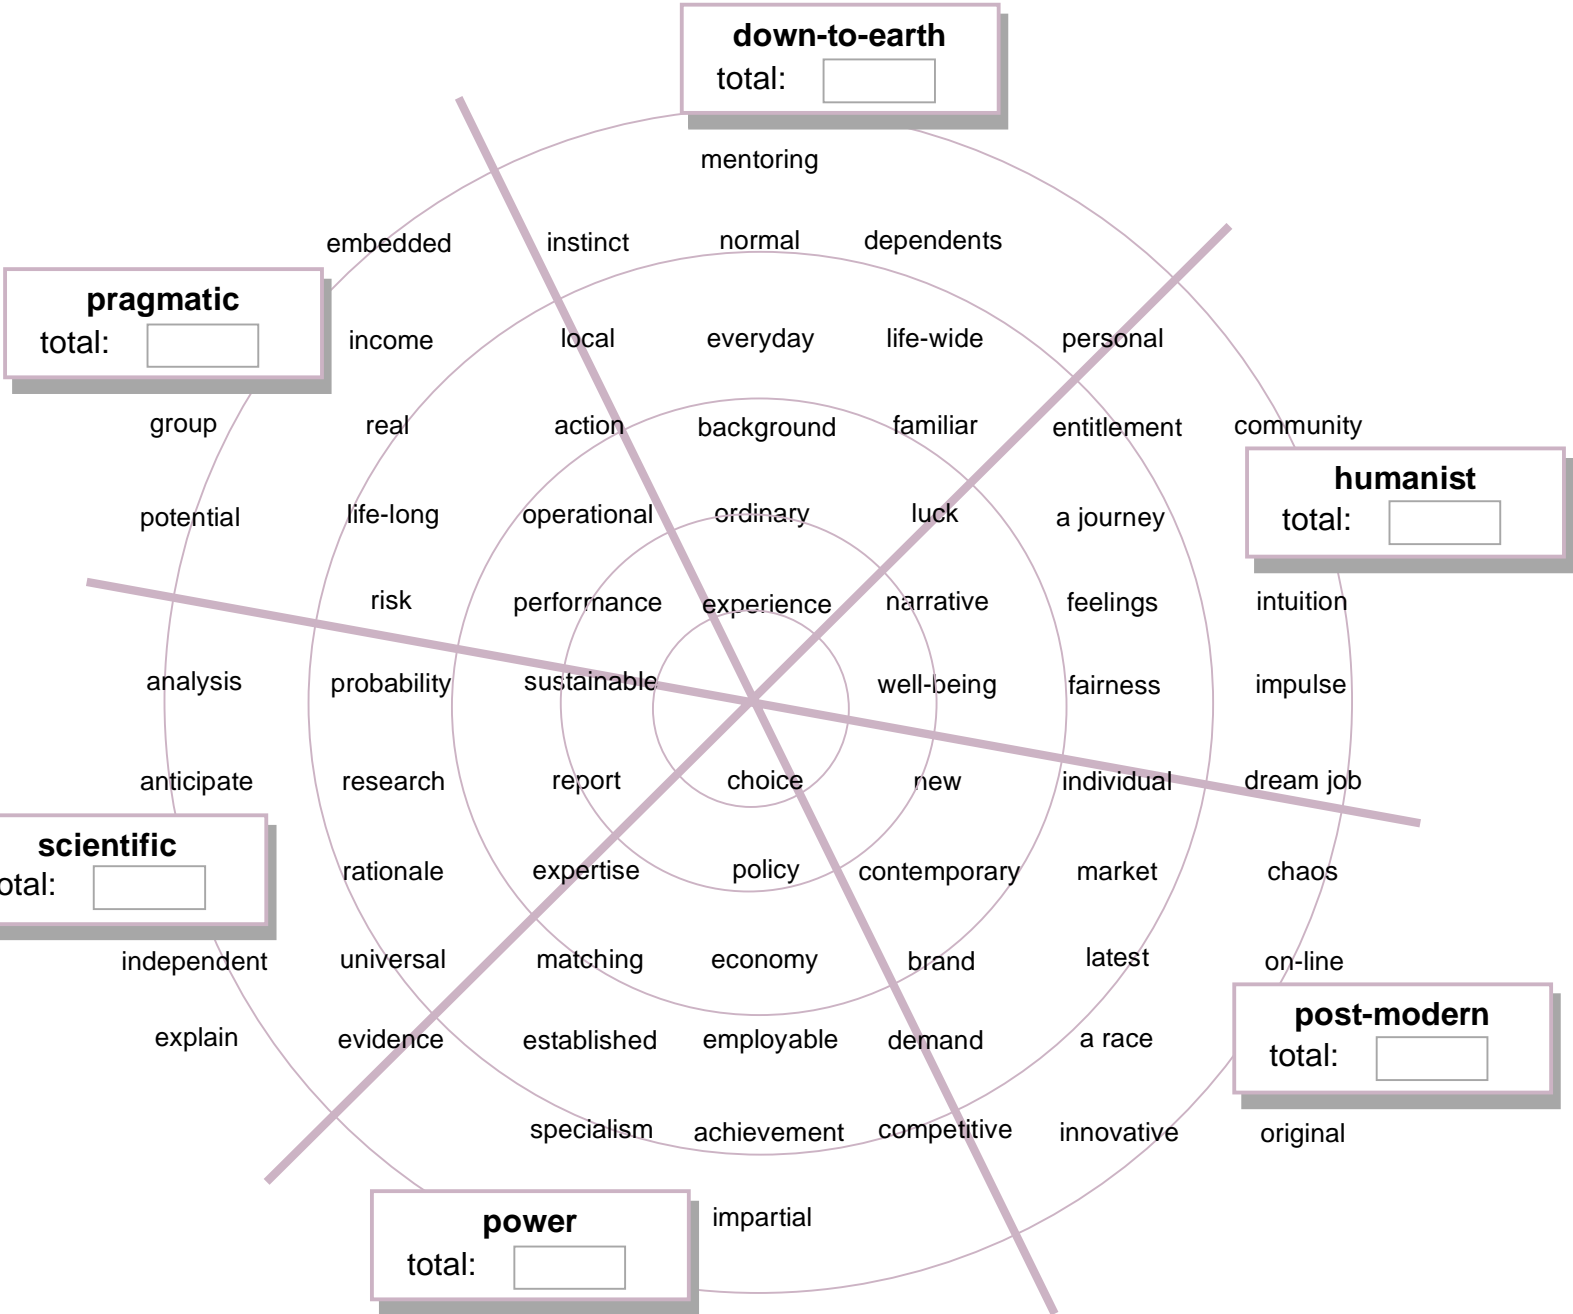 down-to-earth
total:
mentoring
embedded instinct normal dependents
pragmatic
total:
income local everyday life-wide personal
group real action background familiar entitlement community
humanist
total:
potential life-long operational ordinary luck a journey
risk performance experience narrative feelings intuition
analysis probability sustainable well-being fairness impulse
anticipate research report choice new individual dream job
scientific
otal:
rationale expertise policy contemporary market chaos
independent universal matching economy brand latest on-line
post-modern
total:
explain evidence established employable demand a race
specialism achievement competitive innovative original
power
total:
impartial